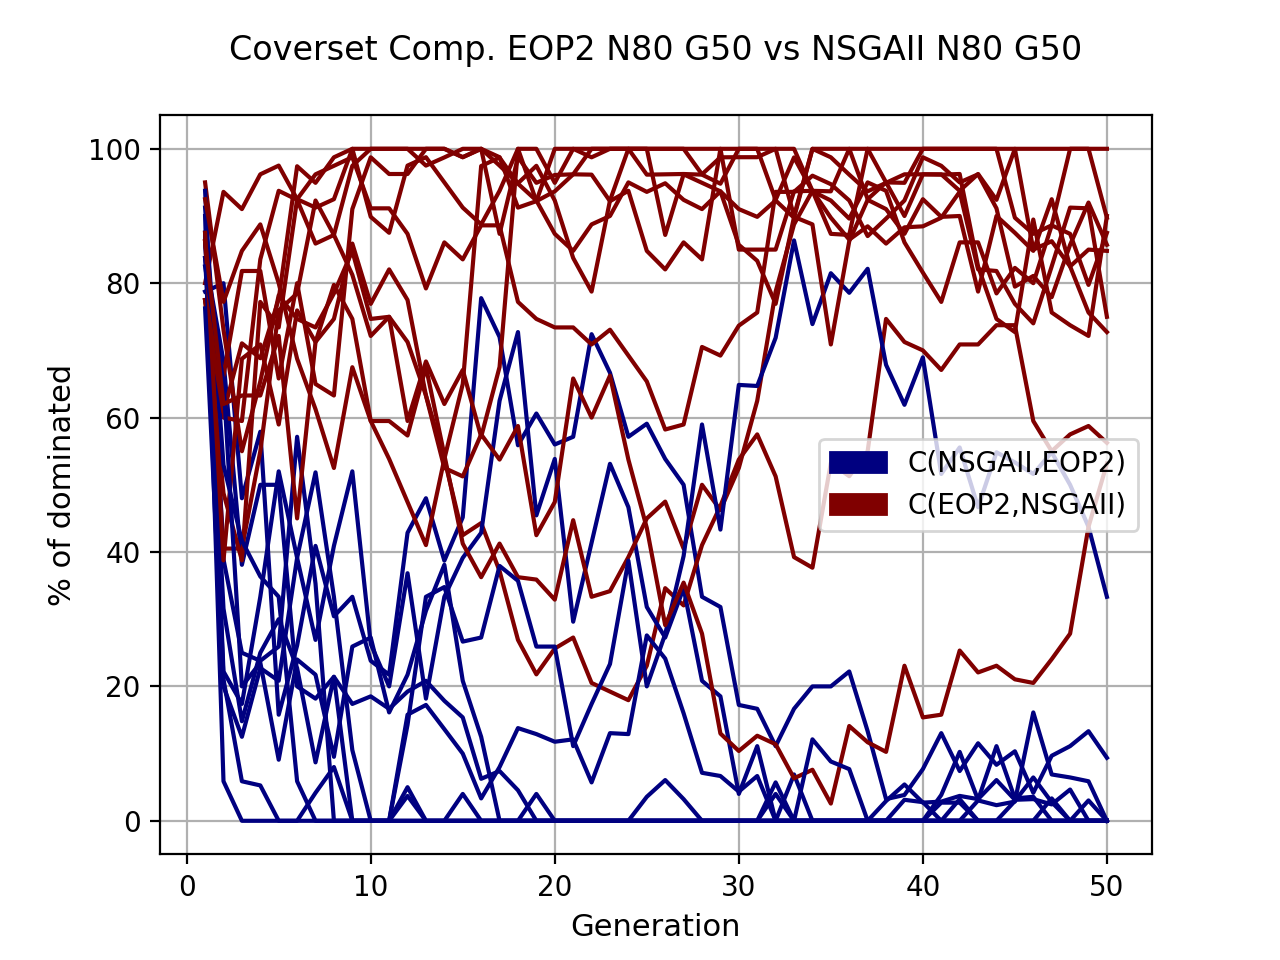 Coverset Comp. EOP2 N80 G50 vs NSGAII N80 G50
100
80
60
40
20
0
% of dominated
C(NSGAII,EOP2)
C(EOP2,NSGAII)
0 10 20 30 40 50
Generation